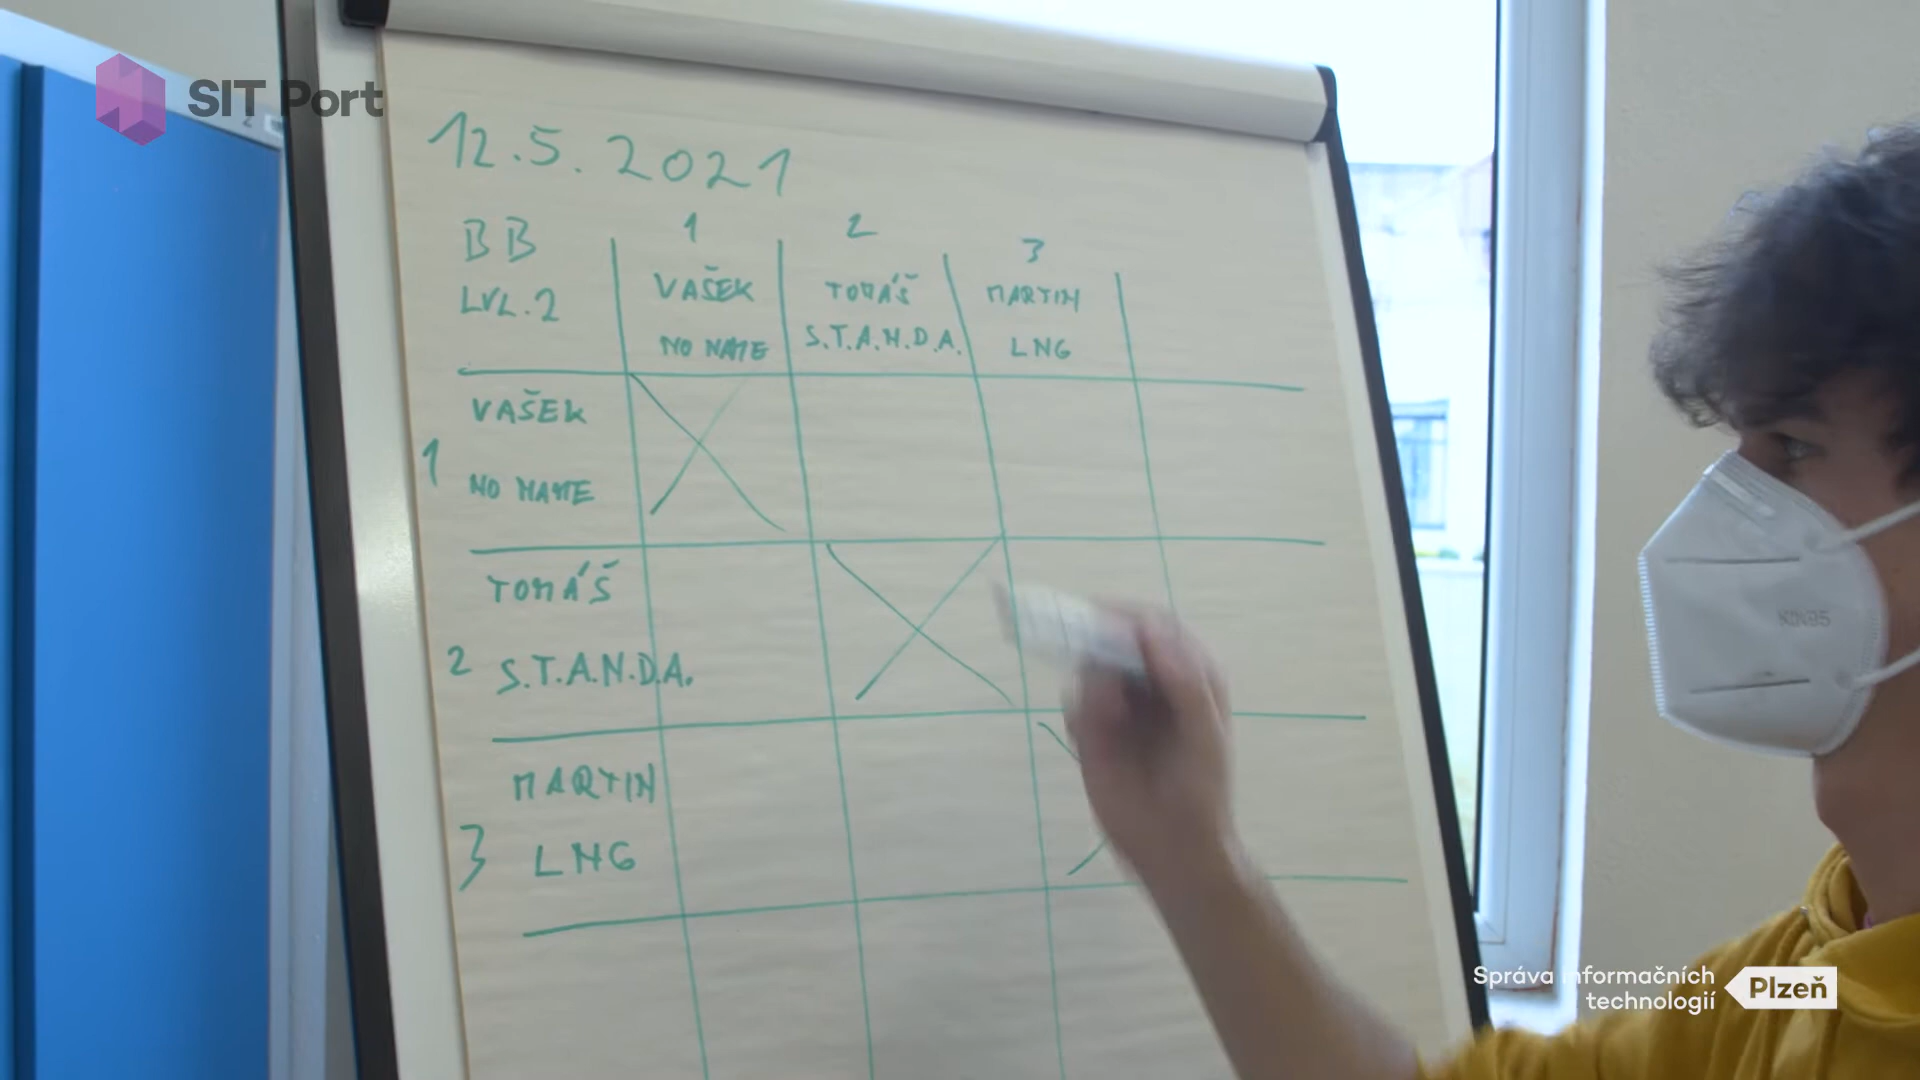 SIT Port
12.5.2021
BB
LVL.2
1
VAŠEK
NO NAME
2
TOMÁŠ
S.T.A.N.D.A.
3
MARTIN
LNG
1
VAŠEK
NO NAME
2
TOMÁŠ
S.T.A.N.D.A.
3
MARTIN
LNG
KN95
Správa informačních
technologií
Plzeň